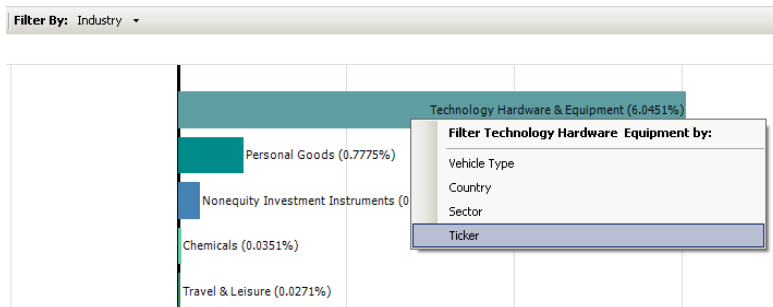 Filter By: Industry
Technology Hardware & Equipment (6.0451%)
Filter Technology Hardware Equipment by:
Personal Goods (0.7775%)
Vehicle Type
Country
Nonequity Investment Instruments (0
Sector
Ticker
Chemicals (0.0351%)
Travel & Leisure (0.0271%)